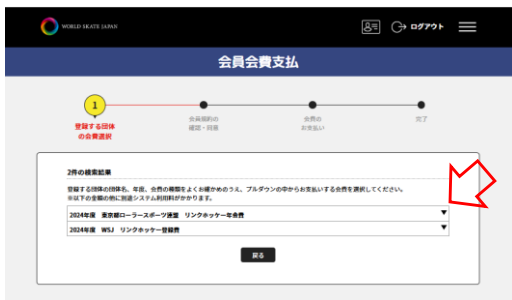 WORLD SKATE JAPAN
ログアウト
会員会費支払
1
登録する団体
の会費選択
会員規約の
確認・同意
会費の
お支払い
完了
2件の検索結果
登録する団体の団体名、年度、会費の種類をよくお確かめのうえ、プルダウンの中からお支払いする会費を選択してください。
※以下の金額の他に別途システム利用料がかかります。
2024年度 東京都ローラースポーツ連盟 リンクホッケー年会費
2024年度 WSJ リンクホッケー登録費
戻る